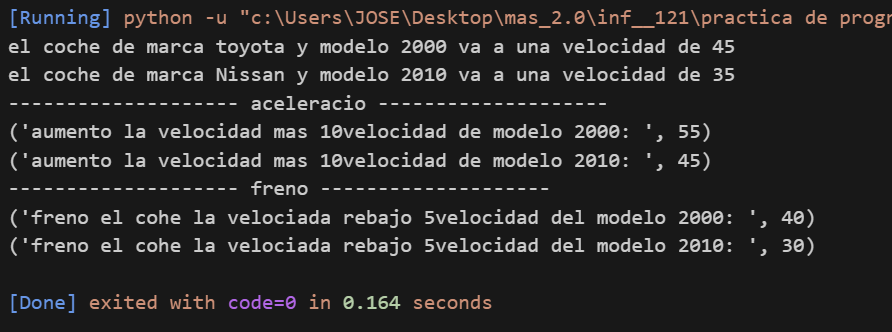 [Running] python -u "c:\Users\JOSE\Desktop\mas_2.0\inf__121\practica de progr
el coche de marca toyota y modelo 2000 va a una velocidad de 45
el coche de marca Nissan y modelo 2010 va a una velocidad de 35
-------------------- aceleracio --------------------
('aumento la velocidad mas 10velocidad de modelo 2000: ', 55)
('aumento la velocidad mas 10velocidad de modelo 2010: ', 45)
-------------------- freno --------------------
('freno el cohe la velociada rebajo 5velocidad del modelo 2000: ', 40)
('freno el cohe la velociada rebajo 5velocidad del modelo 2010: ', 30)
[Done] exited with code=0 in 0.164 seconds